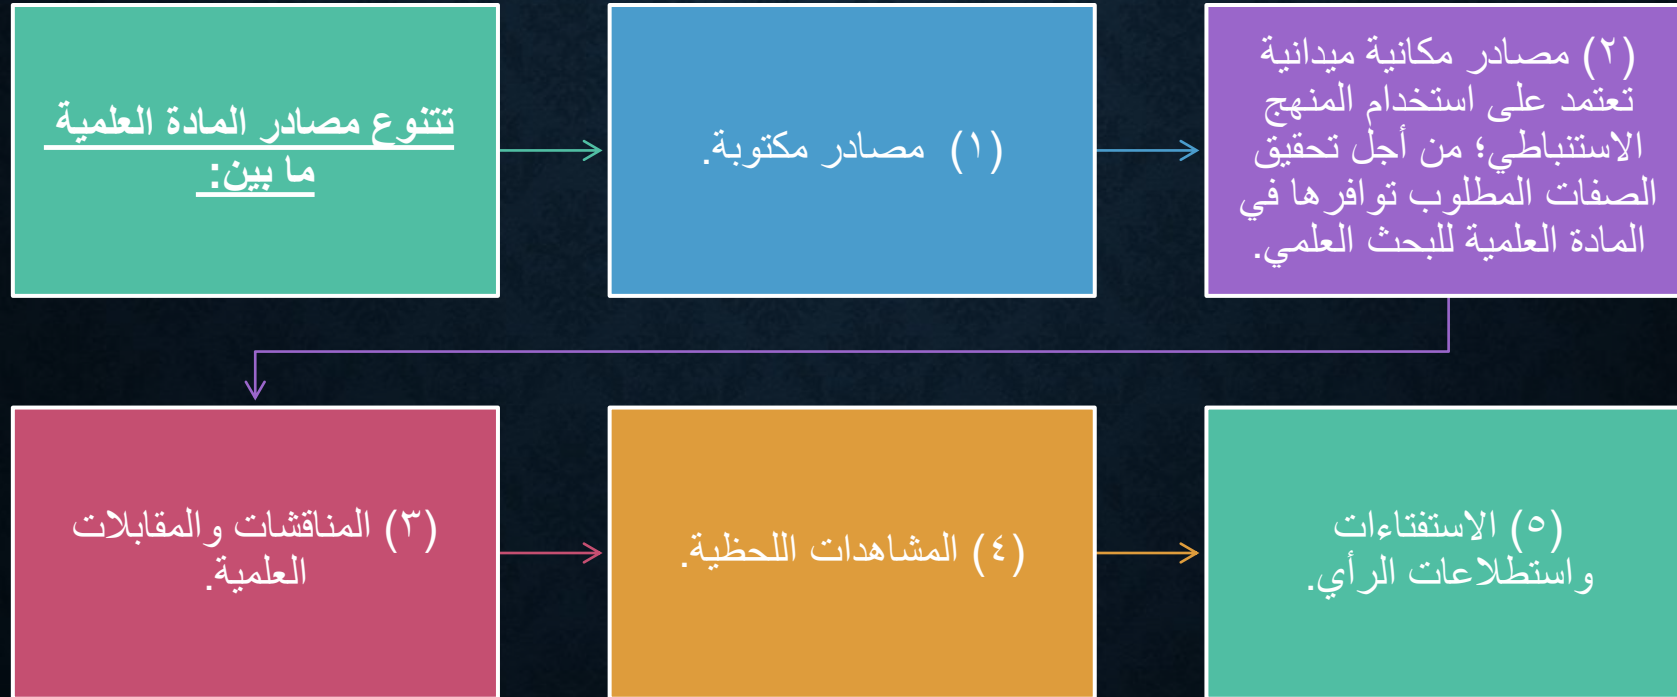 تتنوع مصادر المادة العلمية
ما بين:
(١) مصادر مكتوبة.
(٢) مصادر مكانية ميدانية
تعتمد على استخدام المنهج
الاستنباطي؛ من أجل تحقيق
الصفات المطلوب توافرها في
المادة العلمية للبحث العلمي.
(٣) المناقشات والمقابلات
العلمية.
(٤) المشاهدات اللحظية.
(٥) الاستفتاءات
واستطلاعات الرأي.